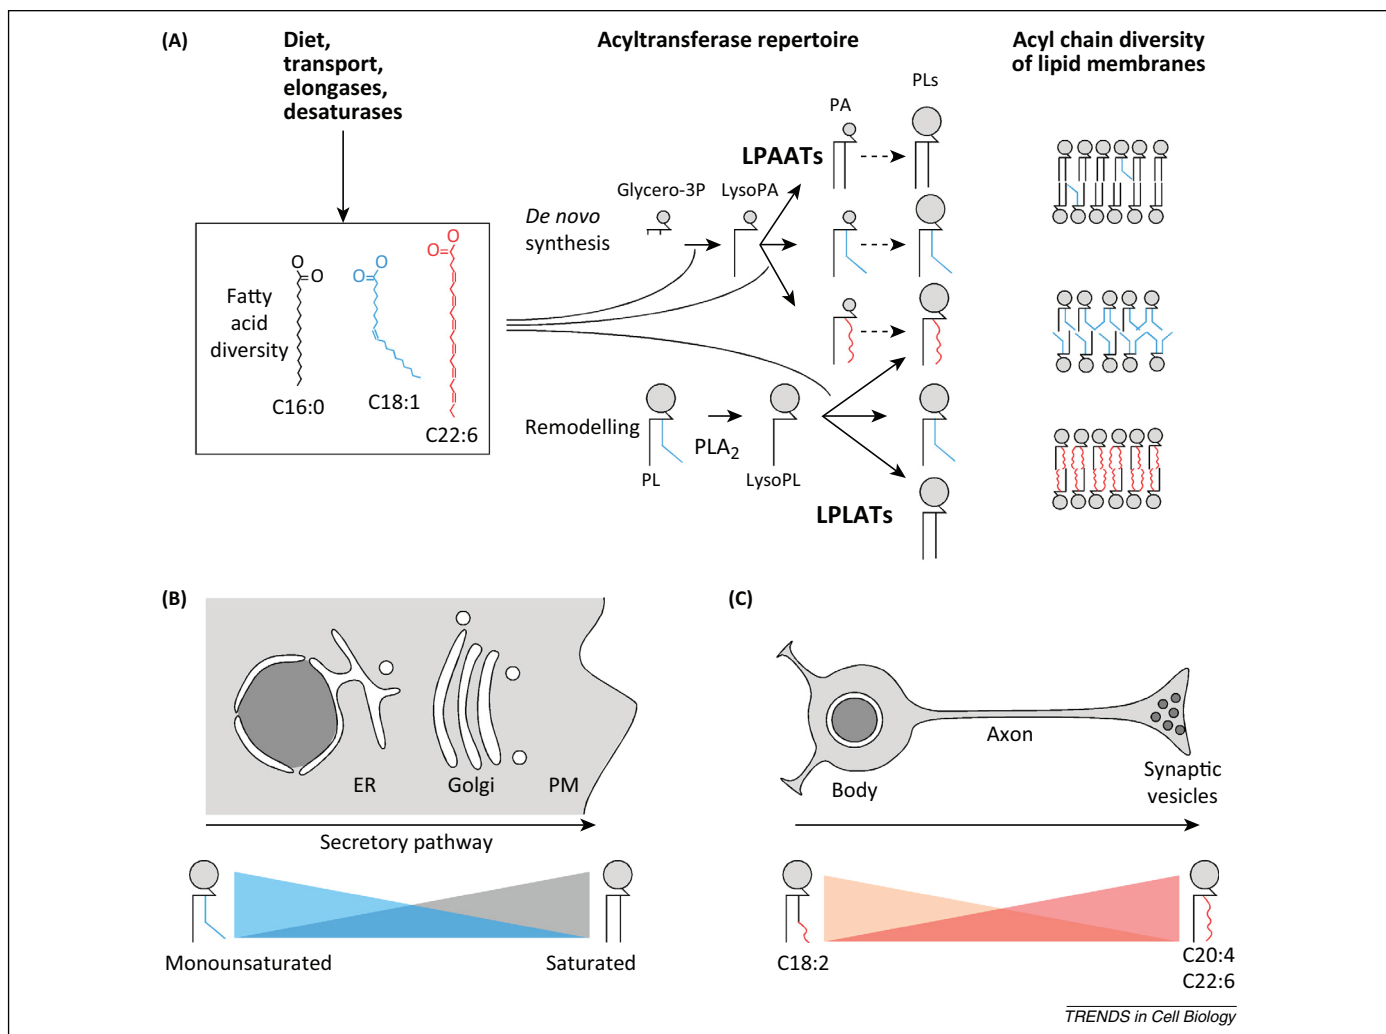 (A)
Diet,
transport,
elongases,
desaturases
Acyltransferase repertoire
Acyl chain diversity
of lipid membranes
O
O
O
O
O
O
Fatty
acid
diversity
C16:0
C18:1
C22:6
De novo
synthesis
Glycero-3P
LysoPA
LPAATs
PA
PLs
Remodelling
PL
PLA2
LysoPL
LPLATs
(B)
ER
Golgi
PM
Secretory pathway
Monounsaturated
Saturated
(C)
Body
Axon
Synaptic
vesicles
C18:2
C20:4
C22:6
TRENDS in Cell Biology